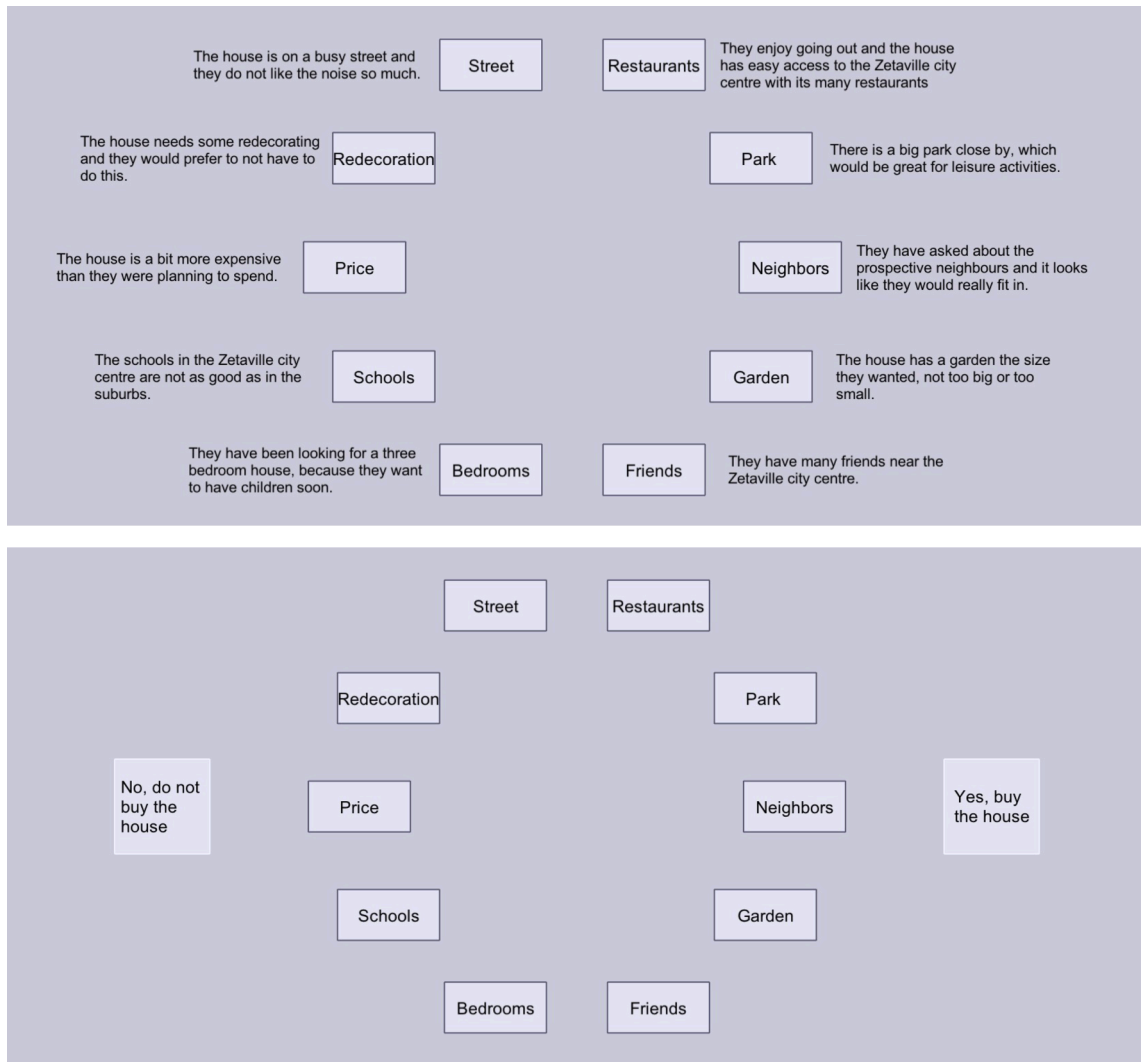 The house is on a busy street and
they do not like the noise so much.
Street
Restaurants
They enjoy going out and the house
has easy access to the Zetaville city
centre with its many restaurants
The house needs some redecorating
and they would prefer to not have to
do this.
Redecoration
Park
There is a big park close by, which
would be great for leisure activities.
The house is a bit more expensive
than they were planning to spend.
Price
Neighbors
They have asked about the
prospective neighbours and it looks
like they would really fit in.
The schools in the Zetaville city
centre are not as good as in the
suburbs.
Schools
Garden
The house has a garden the size
they wanted, not too big or too
small.
They have been looking for a three
bedroom house, because they want
to have children soon.
Bedrooms
Friends
They have many friends near the
Zetaville city centre.
Street
Restaurants
Redecoration
Park
No, do not
buy the
house
Price
Neighbors
Yes, buy
the house
Schools
Garden
Bedrooms
Friends